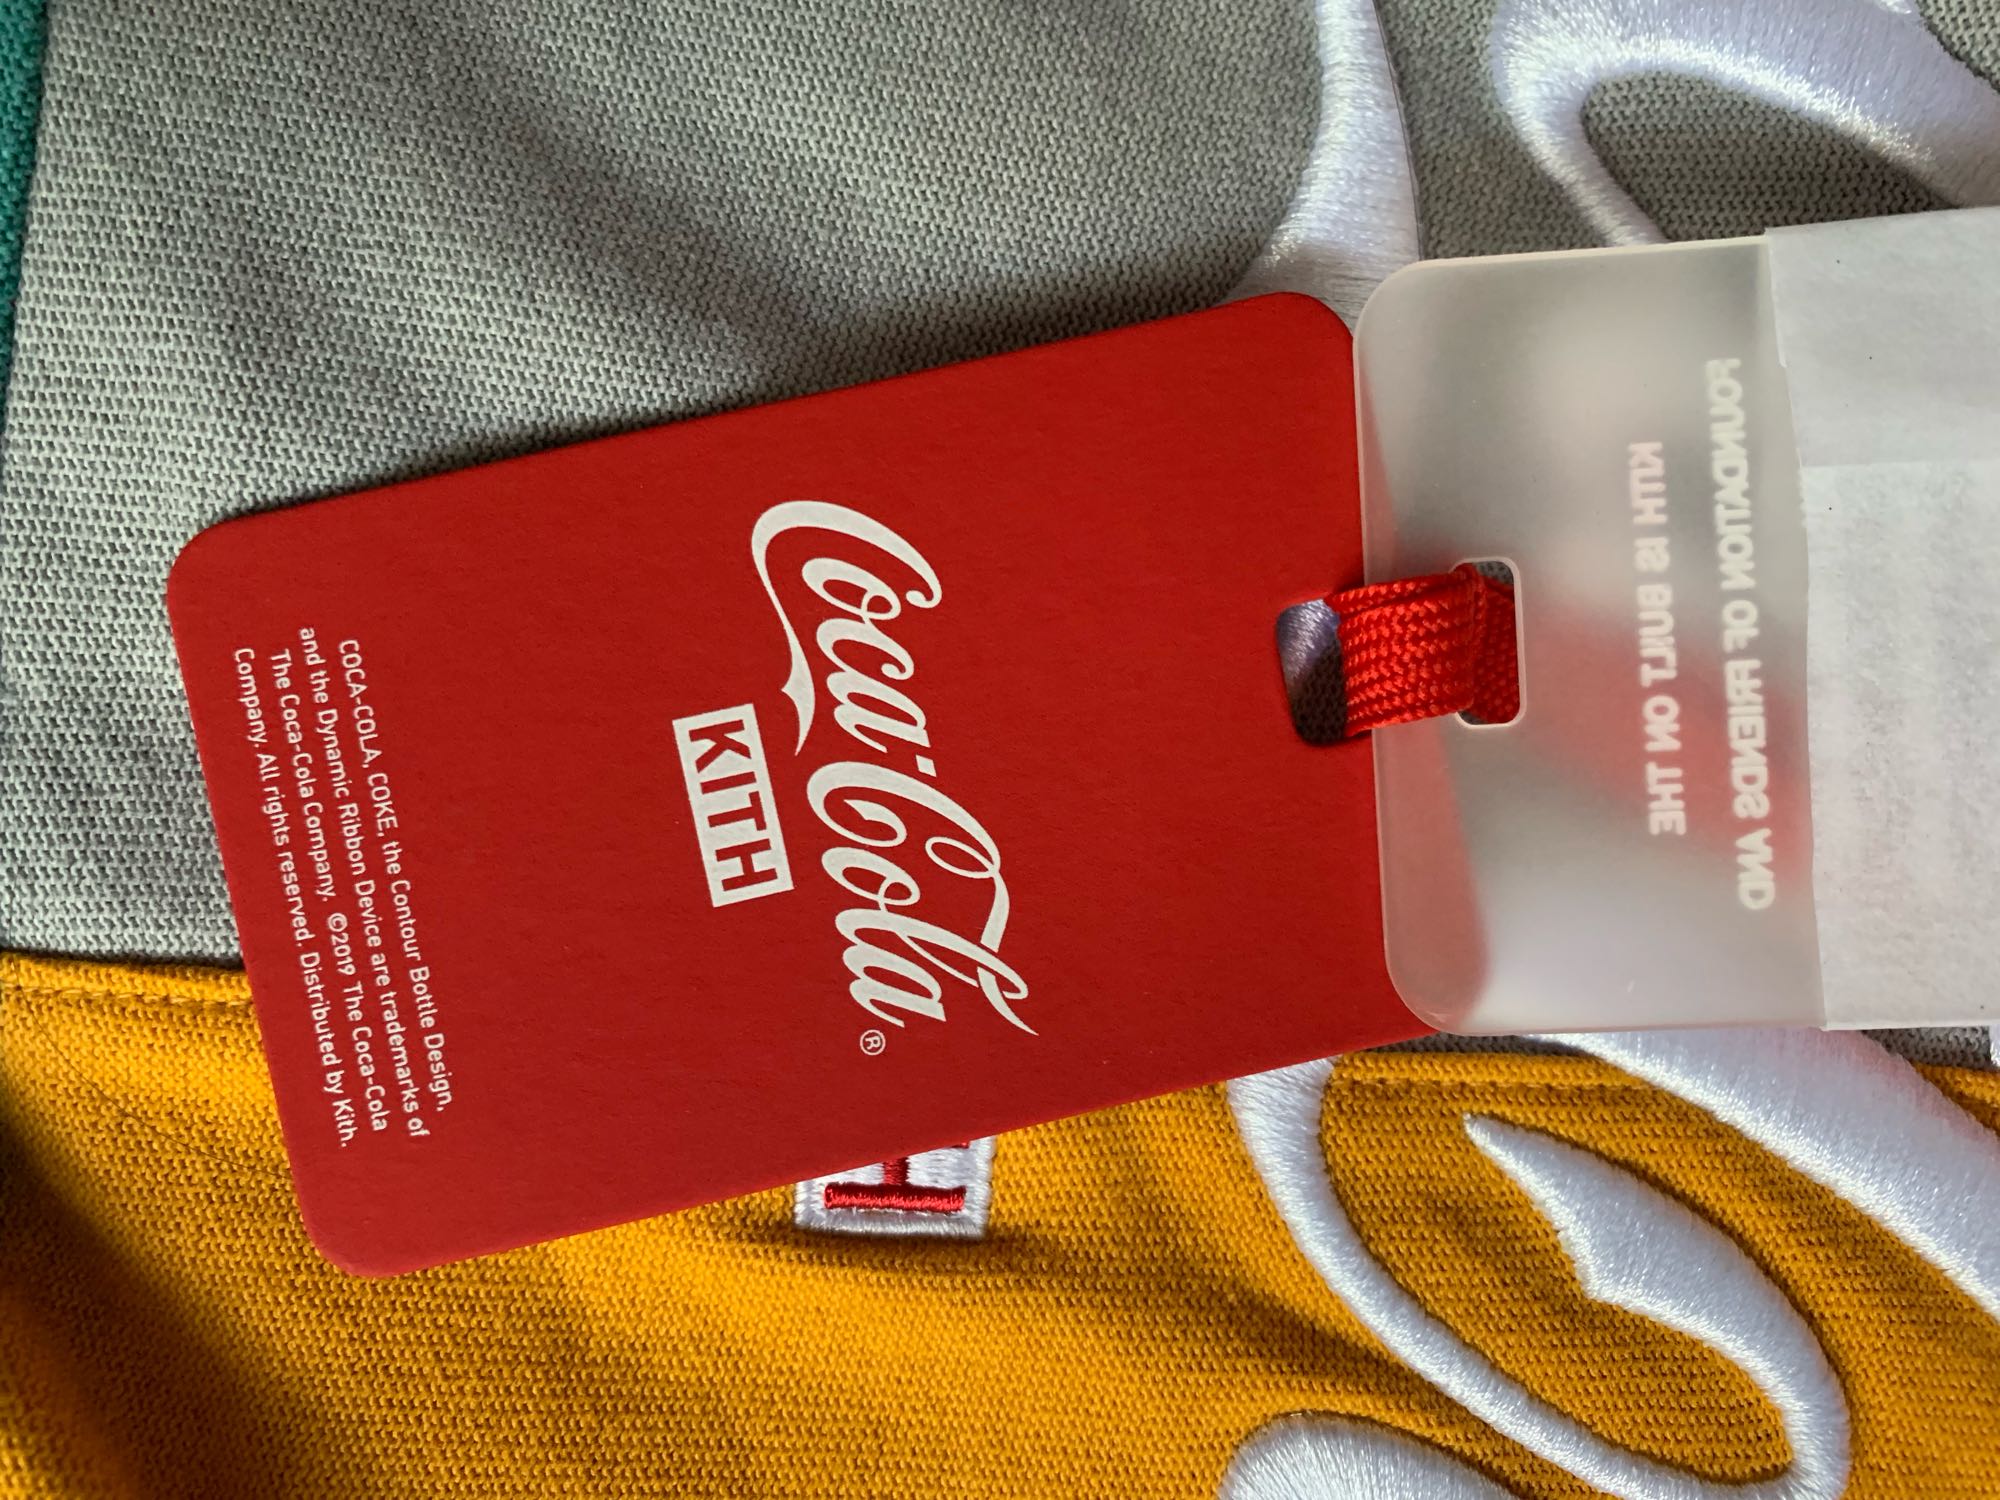 KITH IS BUILT ON THE
FOUNDATION OF FRIENDS AND
Coca-Cola®
KITH
COCA-COLA, COKE, the Contour Bottle Design,
and the Dynamic Ribbon Device are trademarks of
The Coca-Cola Company. ©2019 The Coca-Cola
Company. All rights reserved. Distributed by Kith.
H